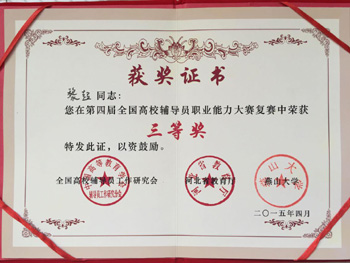 获奖证书
张红 同志：
您在第四届全国高校辅导员职业能力大赛复赛中荣获
三等奖
特发此证，以资鼓励。
全国高校辅导员工作研究会 河北省教育厅 燕山大学
二〇一五年四月